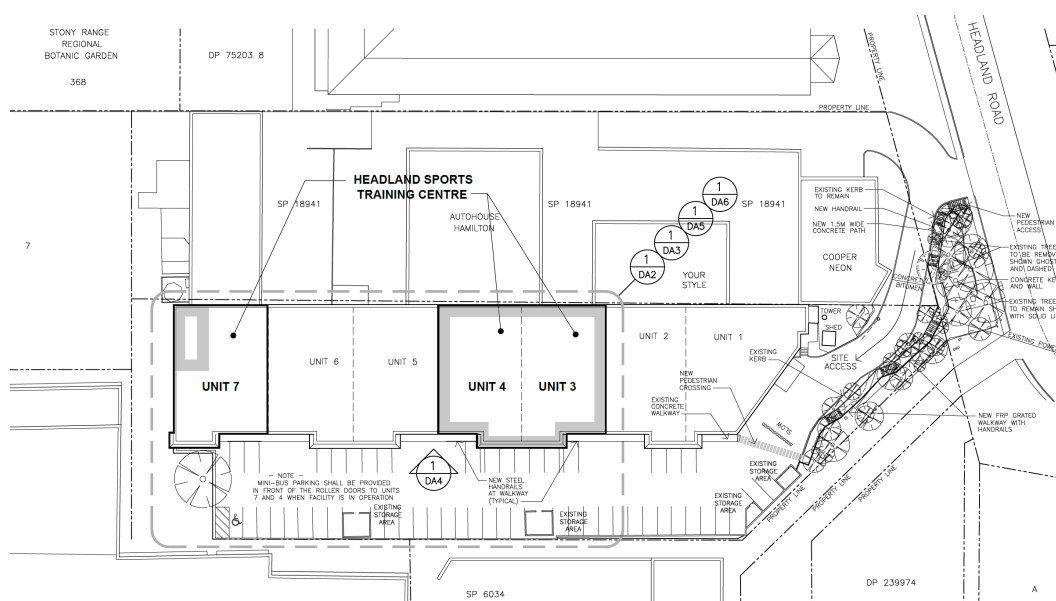 STONY RANGE
REGIONAL
BOTANIC GARDEN
368
DP 75203 8
PROPERTY LINE
HEADLAND ROAD
PROPERTY LINE
HEADLAND SPORTS
TRAINING CENTRE
SP 18941
AUTOHOUSE
HAMILTON
SP 18941
SP 18941
1
DA6
1
DA5
1
DA3
1
DA2
YOUR
STYLE
COOPER
NEON
EXISTING KERB
TO REMAIN
NEW HANDRAIL
NEW 1.5M WIDE
CONCRETE PATH
NEW
PEDESTRIAN
ACCESS
EXISTING TREE
TO BE REMOV
SHOWN GHOST
AND DASHED
CONCRETE KE
AND WALL
EXISTING TREE
TO REMAIN SH
WITH SOLID LI
EXISTING POWE
CONCRETE
BITUMEN
7
TOWER
SHED
SITE
ACCESS
UNIT 7
UNIT 6
UNIT 5
UNIT 4
UNIT 3
UNIT 2
UNIT 1
EXISTING
KERB
NEW
PEDESTRIAN
CROSSING
EXISTING
CONCRETE
WALKWAY
SLOW
NEW FRP GRATED
WALKWAY WITH
HANDRAILS
- NOTE -
MINI-BUS PARKING SHALL BE PROVIDED
IN FRONT OF THE ROLLER DOORS TO UNITS
7 AND 4 WHEN FACILITY IS IN OPERATION
1
DA4
NEW STEEL
HANDRAILS
AT WALKWAY
(TYPICAL)
EXISTING
STORAGE
AREA
EXISTING
STORAGE
AREA
EXISTING
STORAGE
AREA
EXISTING
STORAGE
AREA
PROPERTY LINE
PROPERTY LINE
PROPERTY LINE
SP 6034
DP 239974
A